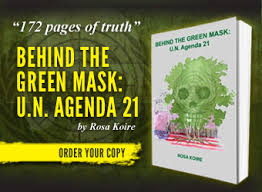 “172 pages of truth”
BEHIND THE
GREEN MASK:
U.N. AGENDA 21
by Rosa Koire
ORDER YOUR COPY
BEHIND THE GREEN MASK:
U.N. AGENDA 21
ROSA KOIRE